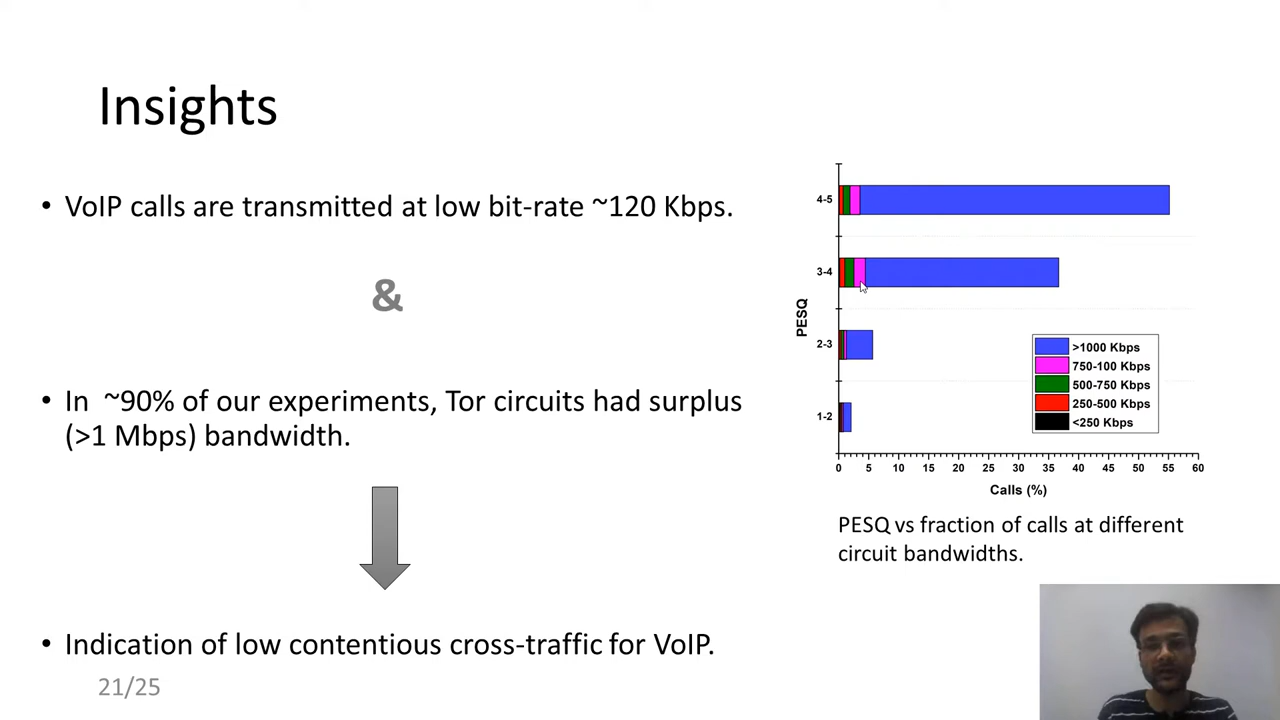 Insights
• VoIP calls are transmitted at low bit-rate ~120 Kbps.
&
• In ~90% of our experiments, Tor circuits had surplus
(>1 Mbps) bandwidth.
• Indication of low contentious cross-traffic for VoIP.
21/25
PESQ
4-5
3-4
2-3
1-2
>1000 Kbps
750-100 Kbps
500-750 Kbps
250-500 Kbps
<250 Kbps
0 5 10 15 20 25 30 35 40 45 50 55 60
Calls (%)
PESQ vs fraction of calls at different
circuit bandwidths.